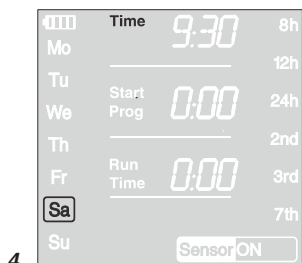 Time 9:30 8h
Mo
12h
Tu
Start Prog 0:00 24h
We
2nd
Th
Run Time 0:00 3rd
Fr
Sa 7th
Su
Sensor ON
4